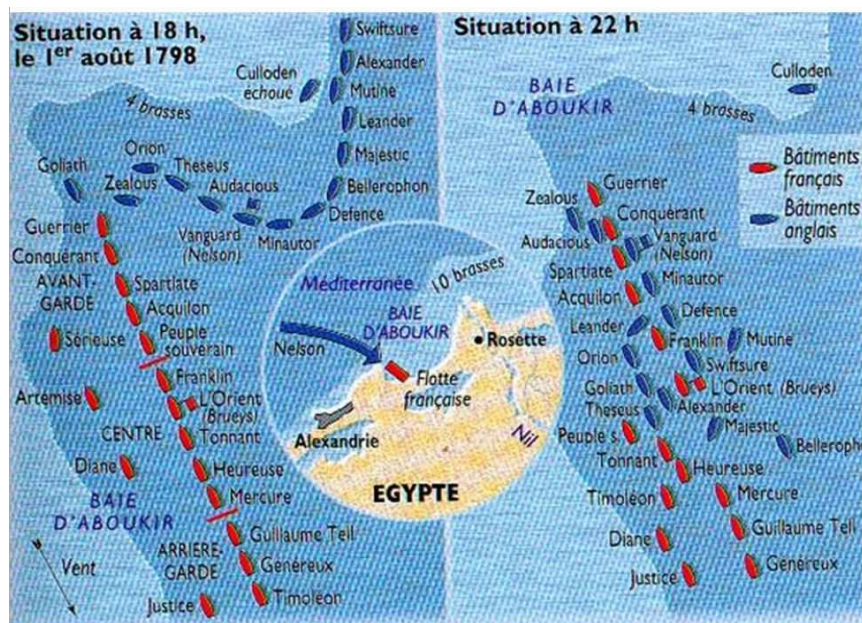 Situation à 18 h,
le 1er août 1798
Swiftsure
Alexander
Culloden
échoué
Mutine
4 brasses
Leander
Orion
Majestic
Goliath
Theseus
Zealous
Audacious
Bellerophon
Defence
Vanguard
(Nelson)
Minautor
Guerrier
Conquérant
AVANT-
GARDE
Spartiate
Acquilon
Sérieuse
Peuple
souverain
Franklin
Artémise
L'Orient
(Brueys)
CENTRE
Tonnant
Diane
Heureuse
Mercure
BAIE
D'ABOUKIR
Guillaume Tell
ARRIERE-
GARDE
Généreux
Vent
Justice
Timoléon
Méditerranée
10 brasses
BAIE
D'ABOUKIR
Nelson
Rosette
Flotte
française
Alexandrie
Nil
EGYPTE
Situation à 22 h
BAIE
D'ABOUKIR
Culloden
4 brasses
Bâtiments
français
Bâtiments
anglais
Guerrier
Zealous
Conquérant
Audacious
Vanguard
(Nelson)
Spartiate
Minautor
Acquilon
Defence
Leander
Franklin
Mutine
Orion
Swiftsure
Goliath
L'Orient (Brueys)
Theseus
Alexander
Majestic
Peuple s.
Belleropho
Tonnant
Heureuse
Timoléon
Mercure
Diane
Guillaume Tell
Justice
Généreux